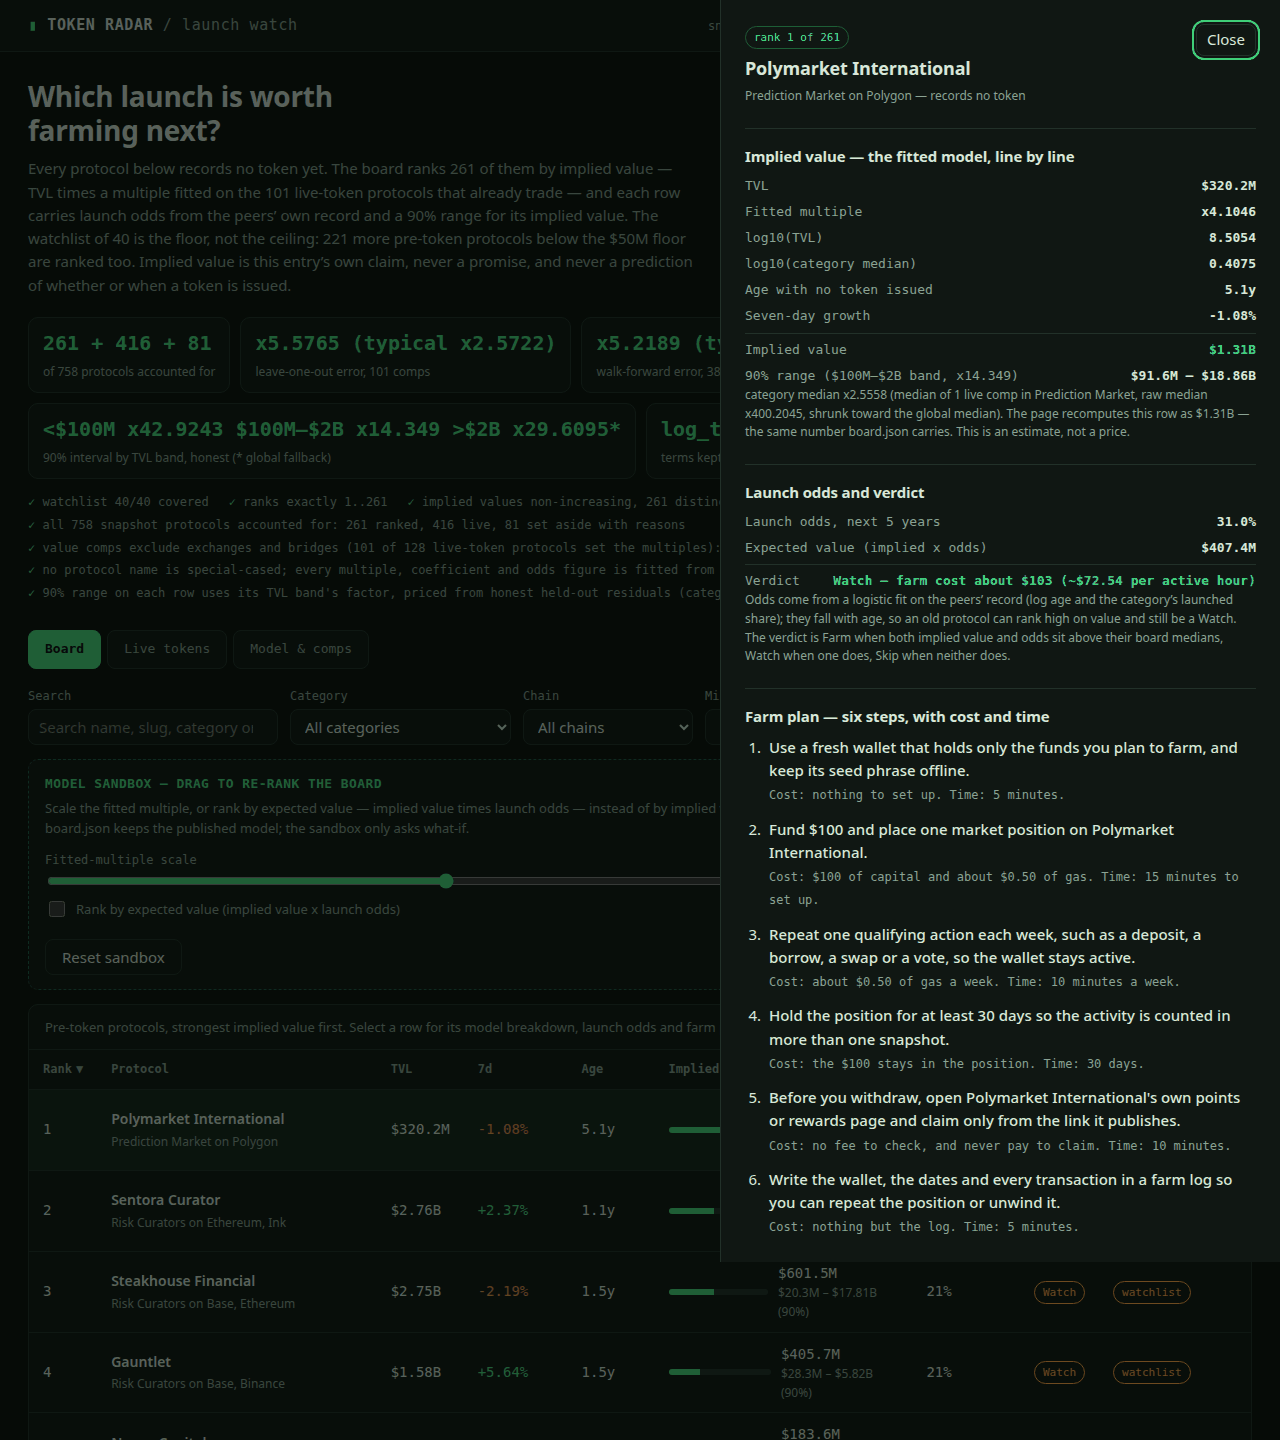 TOKEN RADAR / launch watch
Which launch is worth
farming next?
Every protocol below records no token yet. The board ranks 261 of them by implied value —
TVL times a multiple fitted on the 101 live-token protocols that already trade — and each row
carries launch odds from the peers' own record and a 90% range for its implied value. The
watchlist of 40 is the floor, not the ceiling: 221 more pre-token protocols below the $50M floor
are ranked too. Implied value is this entry's own claim, never a promise, and never a prediction
of whether or when a token is issued.
261 + 416 + 81
of 758 protocols accounted for
x5.5765 (typical x2.5722)
leave-one-out error, 101 comps
x5.2189
walk-forward error, 38
<$100M x42.9243 $100M–$2B x14.349 >$2B x29.6095*
90% interval by TVL band, honest (* global fallback)
terms kept
✓ watchlist 40/40 covered ✓ ranks exactly 1..261 ✓ implied values non-increasing, 261
✓ all 758 snapshot protocols accounted for: 261 ranked, 416 live, 81 set aside with reasons
✓ value comps exclude exchanges and bridges (101 of 128 live-token protocols set the multiples):
✓ no protocol name is special-cased; every multiple, coefficient and odds figure is fitted from
✓ 90% range on each row uses its TVL band's factor, priced from honest held-out residuals
Board
Live tokens
Model & comps
Search
Category
Chain
Search name, slug, category
All categories
All chains
MODEL SANDBOX — DRAG TO RE-RANK THE BOARD
Scale the fitted multiple, or rank by expected value — implied value times launch odds — instead of by implied
board.json keeps the published model; the sandbox only asks what-if.
Fitted-multiple scale
Rank by expected value (implied value x launch odds)
Reset sandbox
Pre-token protocols, strongest implied value first. Select a row for its model breakdown, launch odds and farm
Rank ▼ Protocol TVL 7d Age Implied
1 Polymarket International $320.2M -1.08% 5.1y
Prediction Market on Polygon
2 Sentora Curator $2.76B +2.37% 1.1y
Risk Curators on Ethereum, Ink
3 Steakhouse Financial $2.75B -2.19% 1.5y $601.5M 21% Watch watchlist
Risk Curators on Base, Ethereum $20.3M – $17.81B
(90%)
4 Gauntlet $1.58B +5.64% 1.5y $405.7M 21% Watch watchlist
Risk Curators on Base, Binance $28.3M – $5.82B
(90%)
$183.6M
rank 1 of 261
Close
Polymarket International
Prediction Market on Polygon — records no token
Implied value — the fitted model, line by line
TVL $320.2M
Fitted multiple x4.1046
log10(TVL) 8.5054
log10(category median) 0.4075
Age with no token issued 5.1y
Seven-day growth -1.08%
Implied value $1.31B
90% range ($100M–$2B band, x14.349) $91.6M – $18.86B
category median x2.5558 (median of 1 live comp in Prediction Market, raw median
x400.2045, shrunk toward the global median). The page recomputes this row as $1.31B —
the same number board.json carries. This is an estimate, not a price.
Launch odds and verdict
Launch odds, next 5 years 31.0%
Expected value (implied x odds) $407.4M
Verdict Watch — farm cost about $103 (~$72.54 per active hour)
Odds come from a logistic fit on the peers' record (log age and the category's launched
share); they fall with age, so an old protocol can rank high on value and still be a Watch.
The verdict is Farm when both implied value and odds sit above their board medians,
Watch when one does, Skip when neither does.
Farm plan — six steps, with cost and time
1. Use a fresh wallet that holds only the funds you plan to farm, and
keep its seed phrase offline.
Cost: nothing to set up. Time: 5 minutes.
2. Fund $100 and place one market position on Polymarket
International.
Cost: $100 of capital and about $0.50 of gas. Time: 15 minutes to
set up.
3. Repeat one qualifying action each week, such as a deposit, a
borrow, a swap or a vote, so the wallet stays active.
Cost: about $0.50 of gas a week. Time: 10 minutes a week.
4. Hold the position for at least 30 days so the activity is counted in
more than one snapshot.
Cost: the $100 stays in the position. Time: 30 days.
5. Before you withdraw, open Polymarket International's own points
or rewards page and claim only from the link it publishes.
Cost: no fee to check, and never pay to claim. Time: 10 minutes.
6. Write the wallet, the dates and every transaction in a farm log so
you can repeat the position or unwind it.
Cost: nothing but the log. Time: 5 minutes.